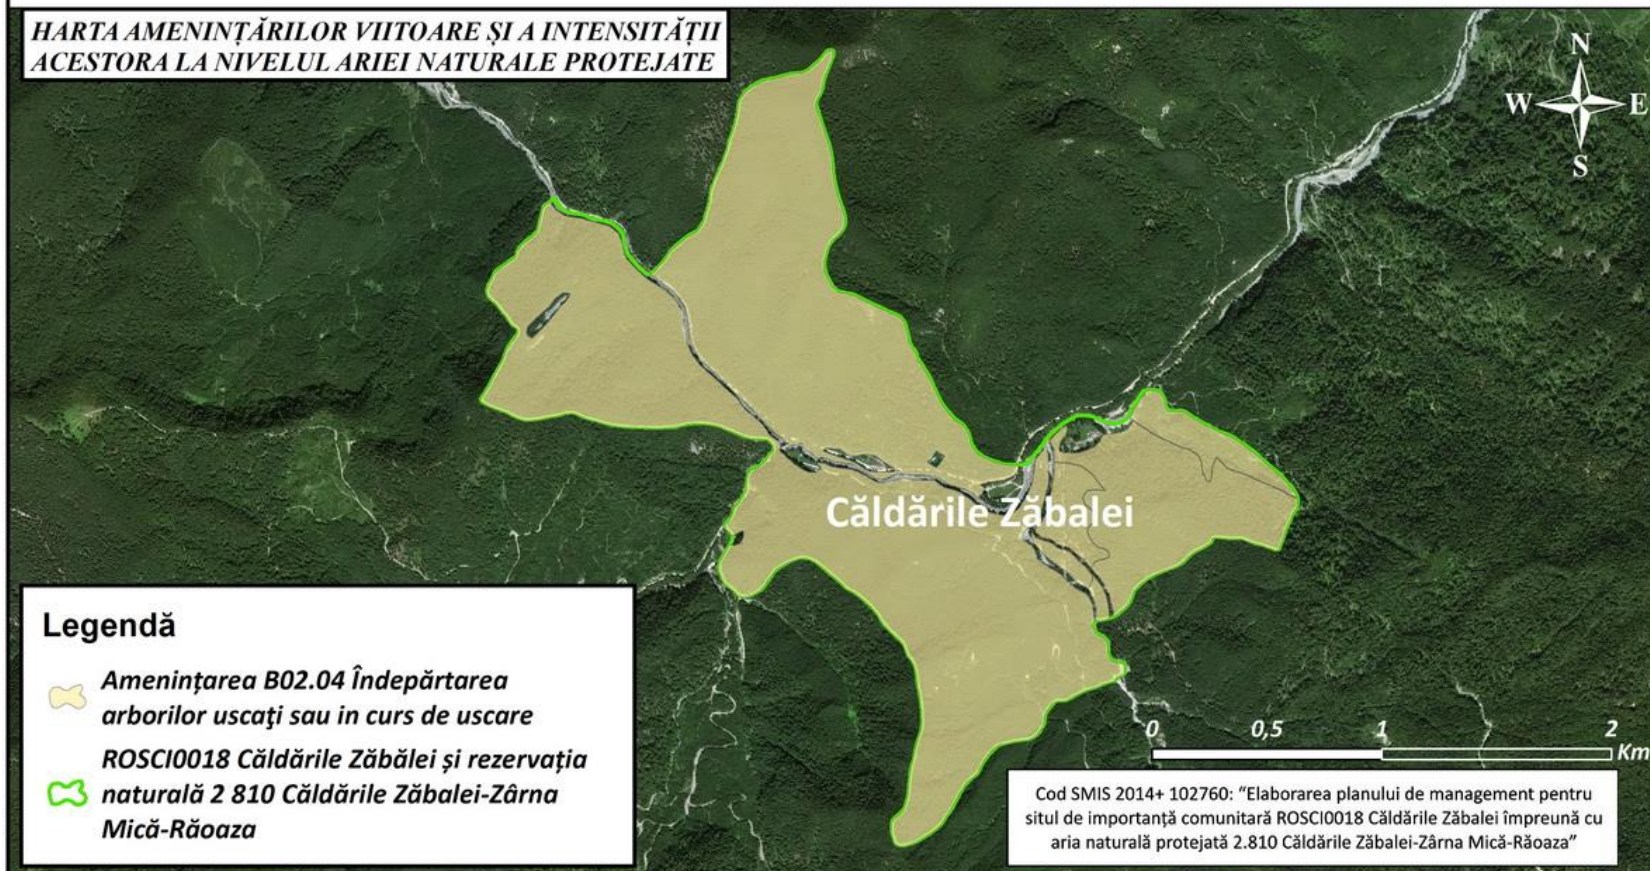 HARTA AMENINȚĂRILOR VIITOARE ȘI A INTENSITĂȚII
ACESTORA LA NIVELUL ARIEI NATURALE PROTEJATE
N
W
E
S
Căldările Zăbalei
Legendă
Amenințarea B02.04 Îndepărtarea
arborilor uscaţi sau in curs de uscare
ROSCI0018 Căldările Zăbălei și rezervația
naturală 2 810 Căldările Zăbalei-Zârna
Mică-Răoaza
0 0,5 1 2
Km
Cod SMIS 2014+ 102760: “Elaborarea planului de management pentru
situl de importanță comunitară ROSCI0018 Căldările Zăbalei împreună cu
aria naturală protejată 2.810 Căldările Zăbalei-Zârna Mică-Răoaza”